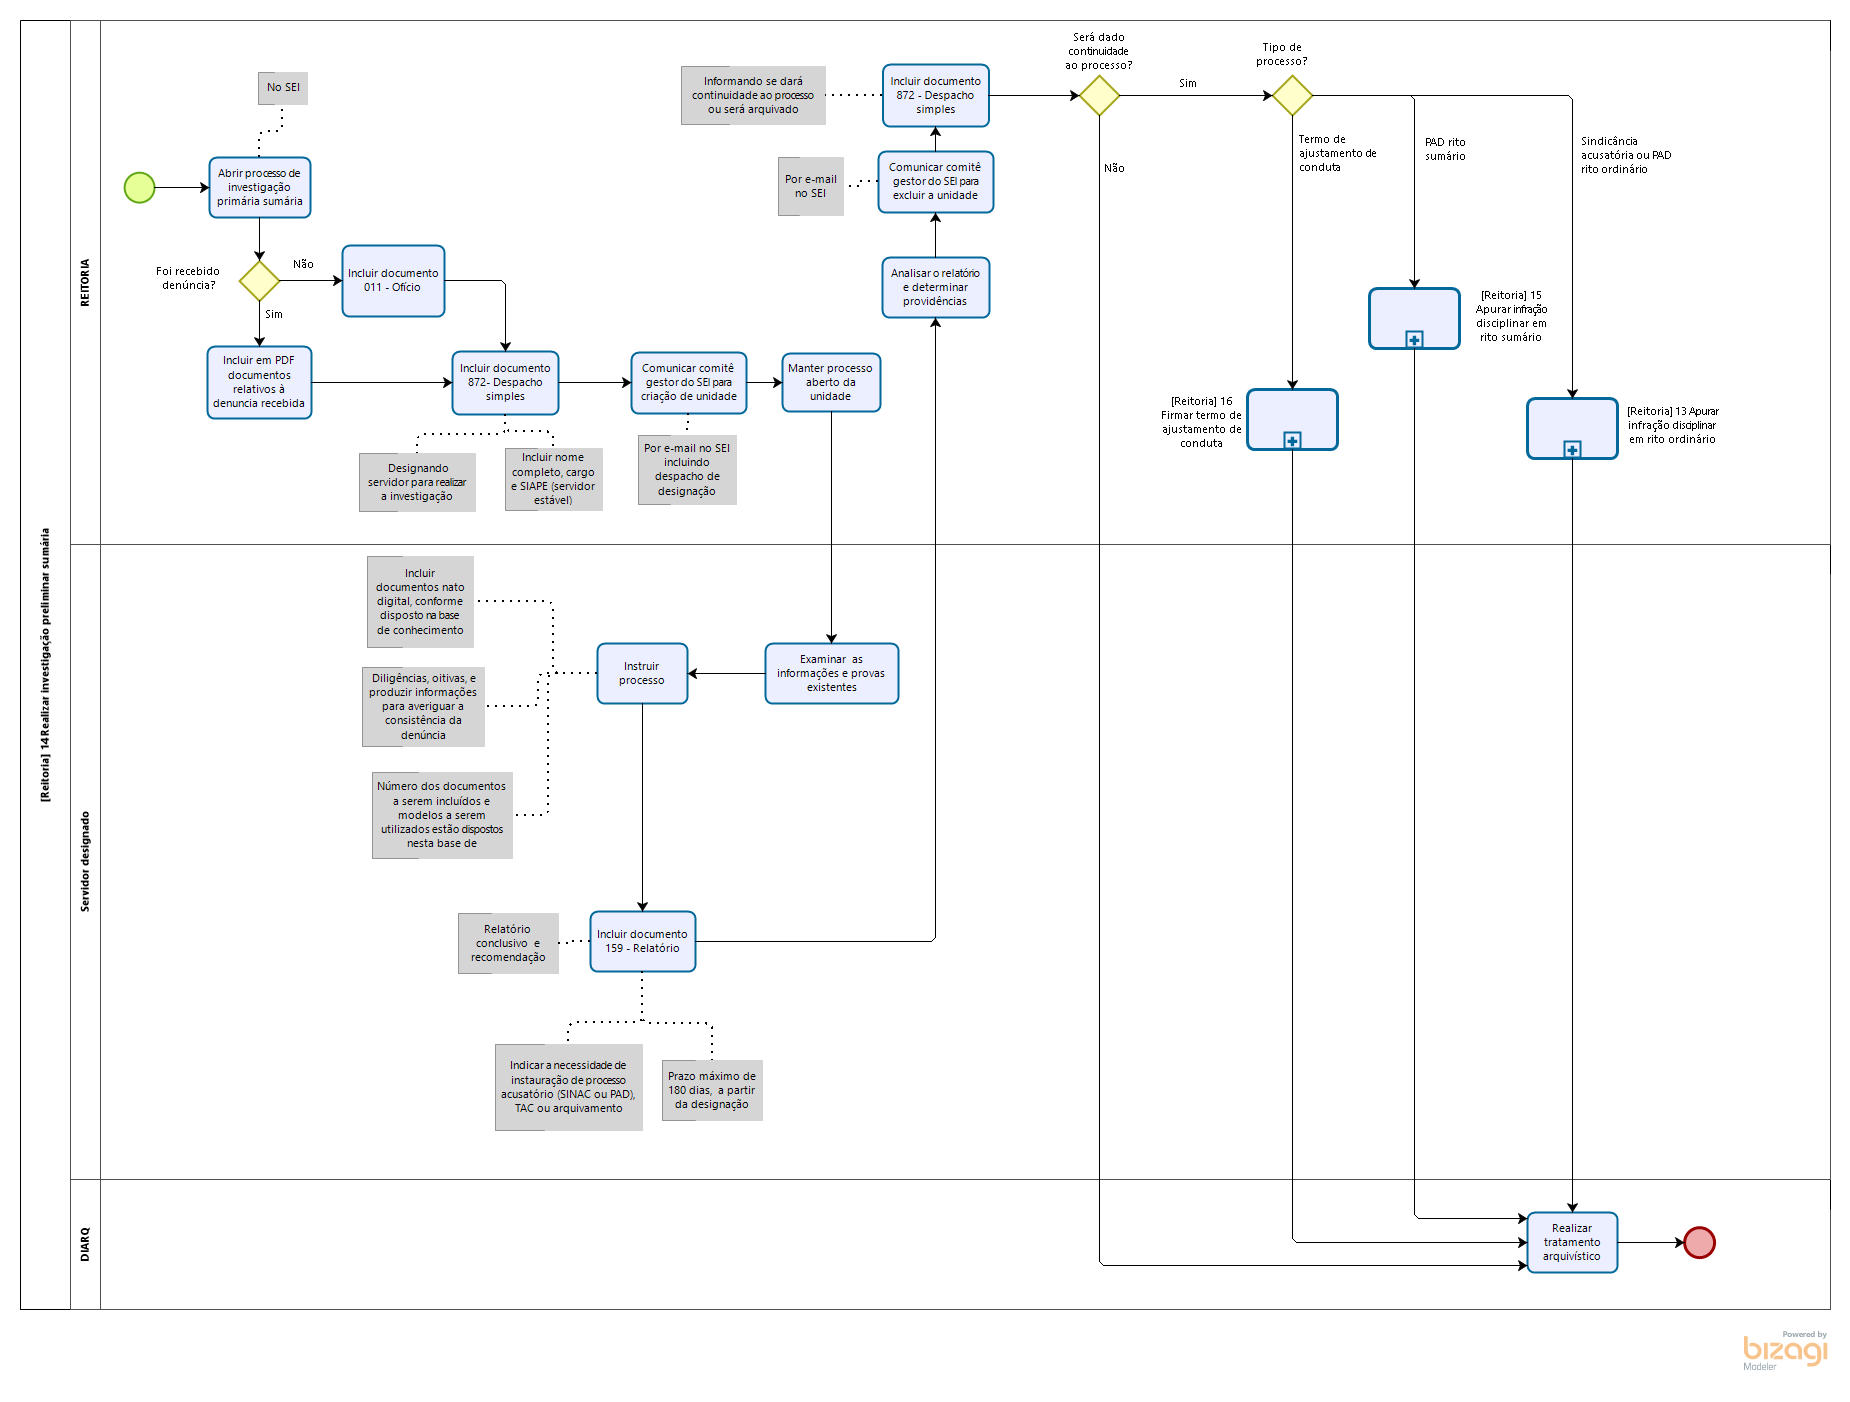 [Reitoria] 14 Realizar investigação preliminar sumária
REITORIA
No SEI
Abrir processo de
investigação
primária sumária
Foi recebido
denúncia?
Não
Sim
Incluir documento
011 - Ofício
Incluir em PDF
documentos
relativos à
denuncia recebida
Incluir documento
872- Despacho
simples
Designando
servidor para realizar
a investigação
Incluir nome
completo, cargo
e SIAPE (servidor
estável)
Comunicar comitê
gestor do SEI para
criação de unidade
Por e-mail no SEI
incluindo
despacho de
designação
Manter processo
aberto da
unidade
Analisar o relatório
e determinar
providências
Por e-mail
no SEI
Comunicar comitê
gestor do SEI para
excluir a unidade
Informando se dará
continuidade ao processo
ou será arquivado
Incluir documento
872 - Despacho
simples
Será dado
continuidade
ao processo?
Sim
Não
Tipo de
processo?
Termo de
ajustamento de
conduta
PAD rito
sumário
Sindicância
acusatória ou PAD
rito ordinário
[Reitoria] 15
Apurar infração
disciplinar em
rito sumário
[Reitoria] 16
Firmar termo de
ajustamento de
conduta
[Reitoria] 13 Apurar
infração disciplinar
em rito ordinário
Servidor designado
Incluir
documentos nato
digital, conforme
disposto na base
de conhecimento
Diligências, oitivas, e
produzir informações
para averiguar a
consistência da
denúncia
Número dos documentos
a serem incluídos e
modelos a serem
utilizados estão dispostos
nesta base de
Instruir
processo
Examinar as
informações e provas
existentes
Relatório
conclusivo e
recomendação
Incluir documento
159 - Relatório
Indicar a necessidade de
instauração de processo
acusatório (SINAC ou PAD),
TAC ou arquivamento
Prazo máximo de
180 dias, a partir
da designação
DIARQ
Realizar
tratamento
arquivístico
Powered by
bizagi
Modeler